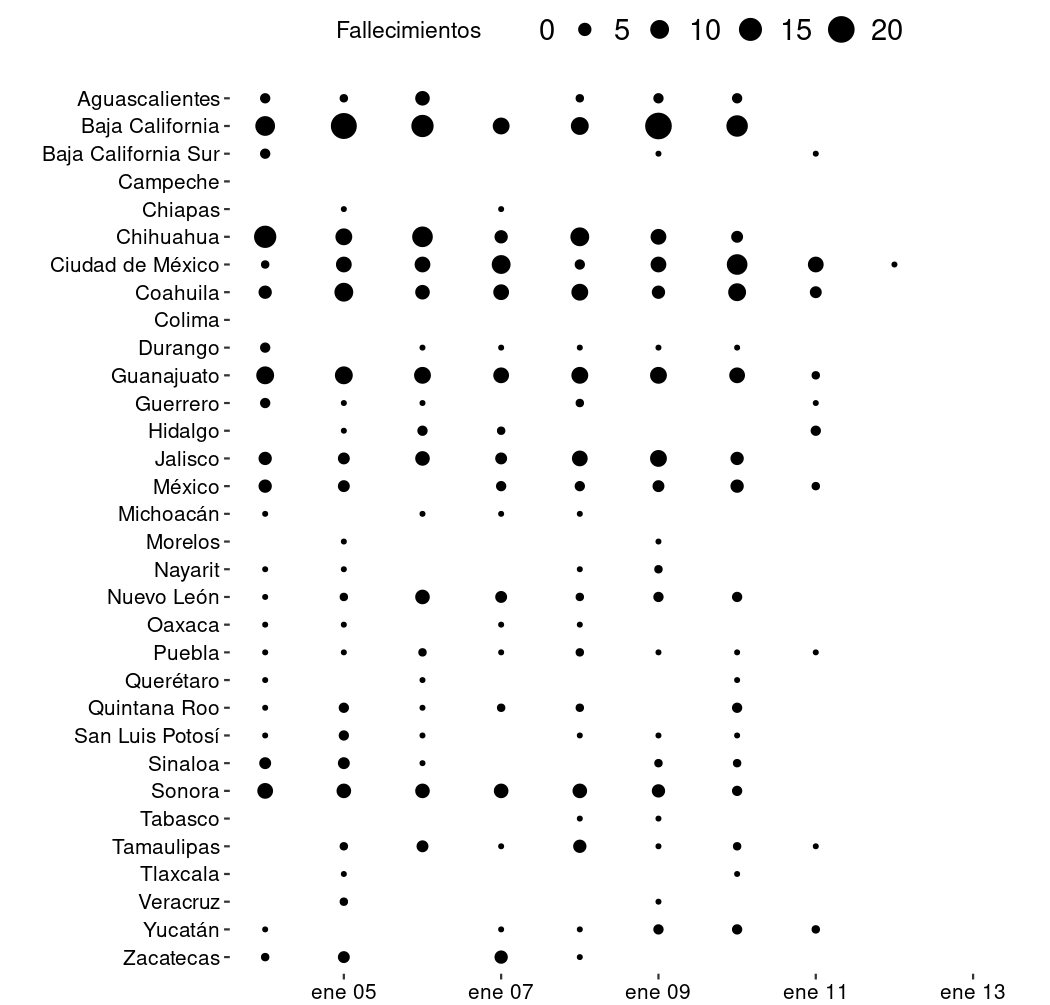 Fallecimientos 0 5 10 15 20
Aguascalientes
Baja California
Baja California Sur
Campeche
Chiapas
Chihuahua
Ciudad de México
Coahuila
Colima
Durango
Guanajuato
Guerrero
Hidalgo
Jalisco
México
Michoacán
Morelos
Nayarit
Nuevo León
Oaxaca
Puebla
Querétaro
Quintana Roo
San Luis Potosí
Sinaloa
Sonora
Tabasco
Tamaulipas
Tlaxcala
Veracruz
Yucatán
Zacatecas
ene 05 ene 07 ene 09 ene 11 ene 13